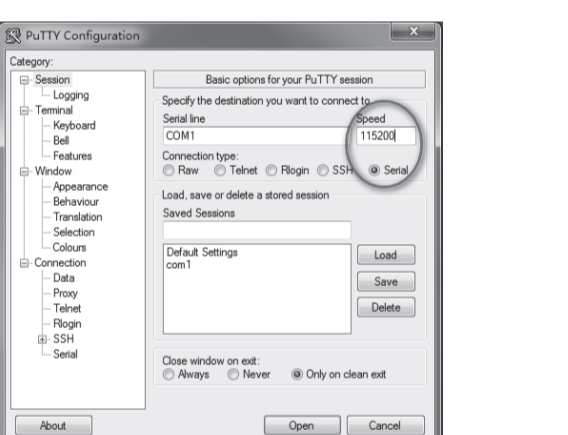 PuTTY Configuration
Category:
Session
Logging
Terminal
Keyboard
Bell
Features
Window
Appearance
Behaviour
Translation
Selection
Colours
Connection
Data
Proxy
Telnet
Rlogin
SSH
Serial
Basic options for your PuTTY session
Specify the destination you want to connect to
Serial line Speed
COM1 115200
Connection type:
Raw Telnet Rlogin SSH Serial
Load, save or delete a stored session
Saved Sessions
Default Settings
com1
Load
Save
Delete
Close window on exit:
Always Never Only on clean exit
About Open Cancel